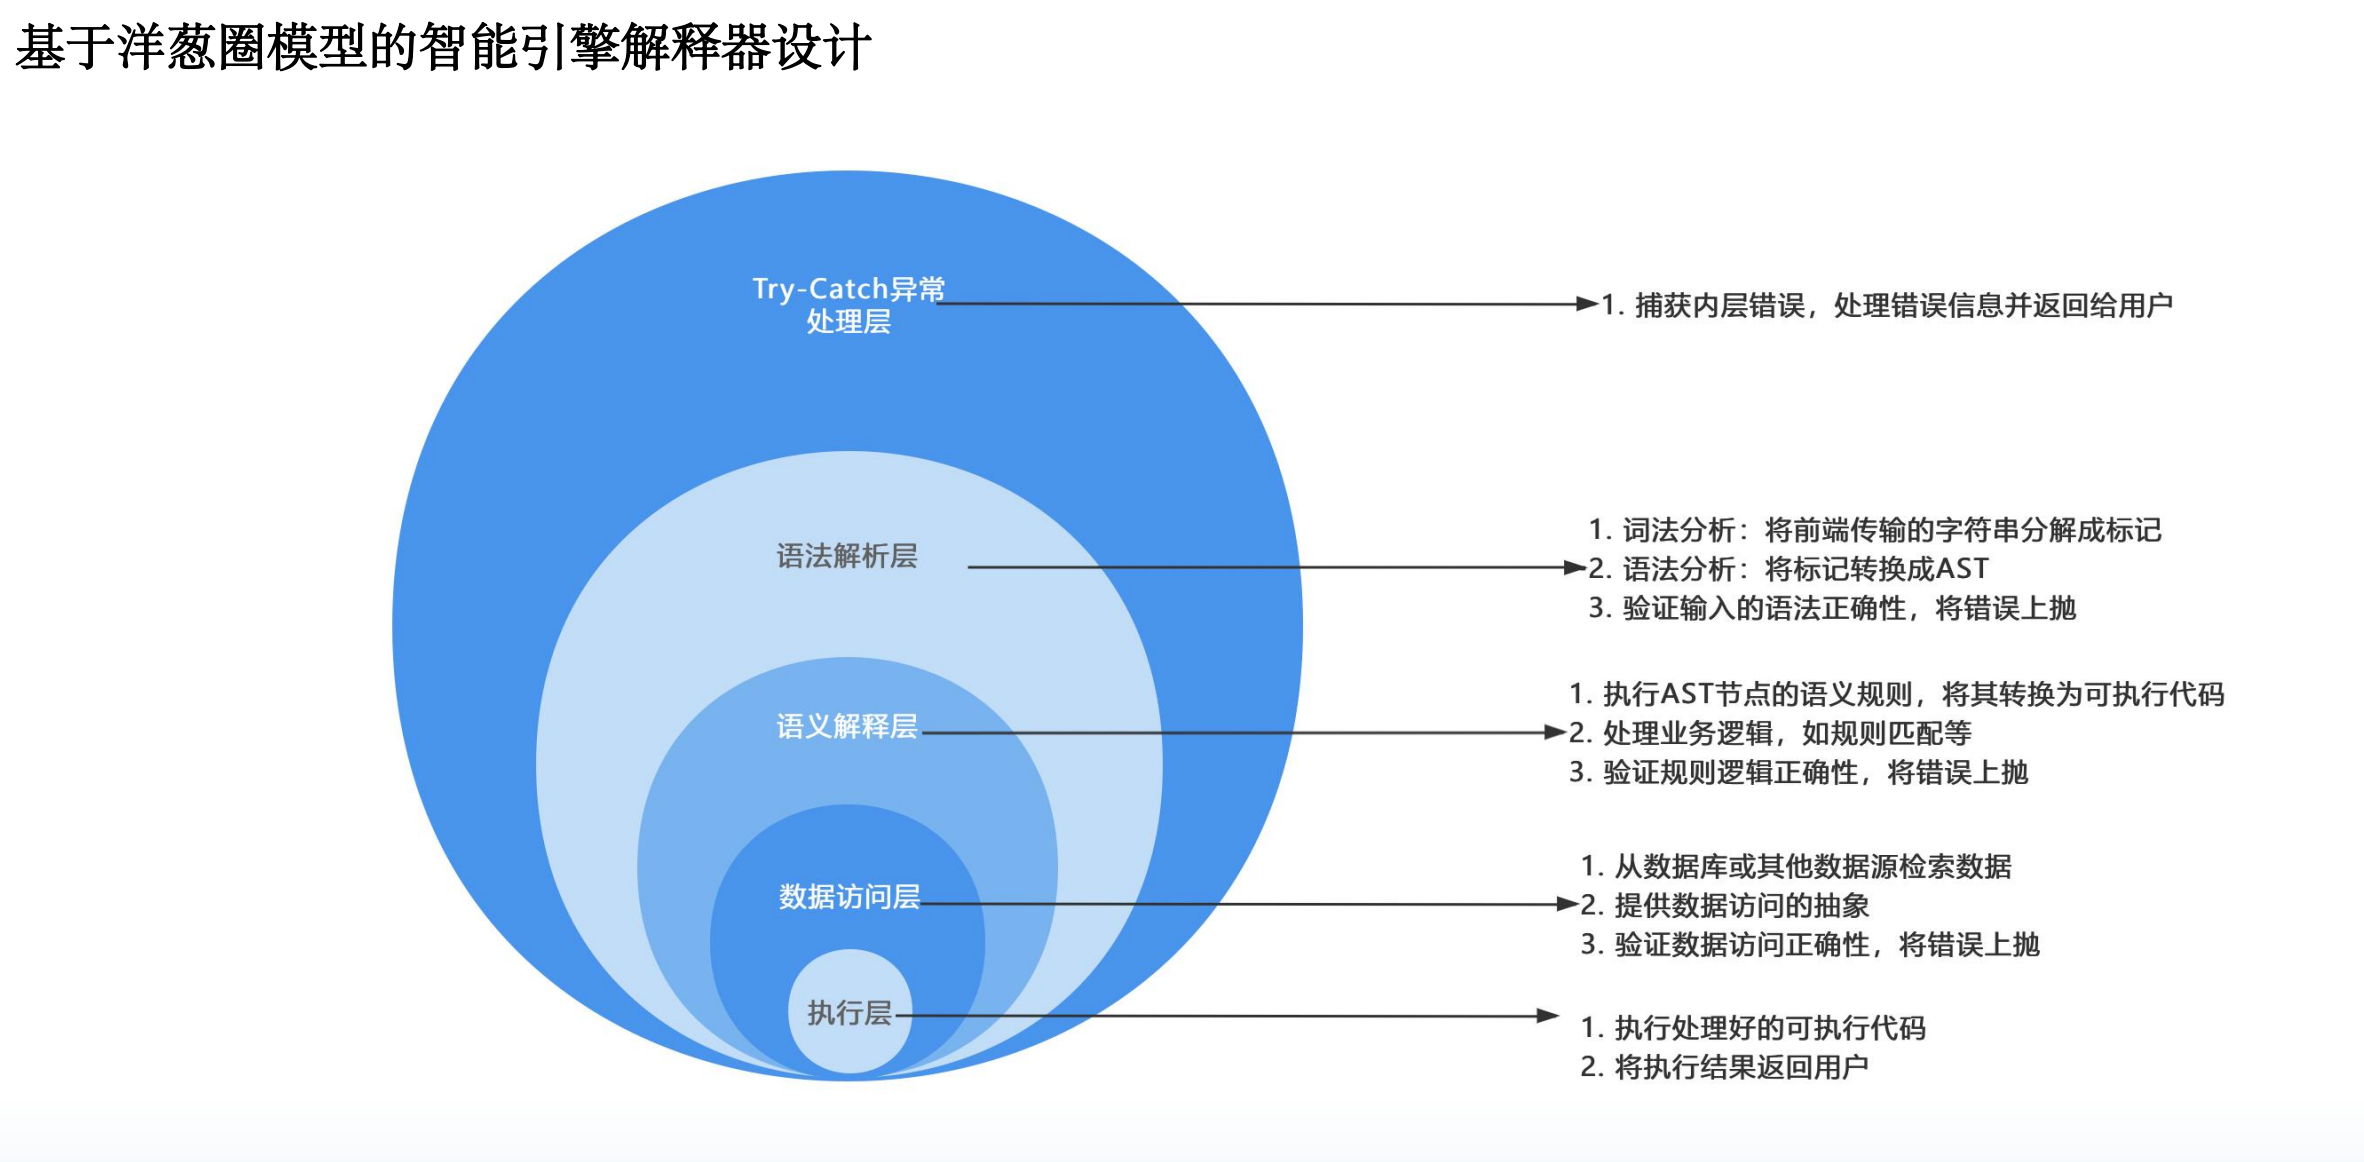 基于洋葱圈模型的智能引擎解释器设计
Try-Catch异常
处理层
1. 捕获内层错误，处理错误信息并返回给用户
语法解析层
1. 词法分析：将前端传输的字符串分解成标记
2. 语法分析：将标记转换成AST
3. 验证输入的语法正确性，将错误上抛
语义解释层
1. 执行AST节点的语义规则，将其转换为可执行代码
2. 处理业务逻辑，如规则匹配等
3. 验证规则逻辑正确性，将错误上抛
数据访问层
1. 从数据库或其他数据源检索数据
2. 提供数据访问的抽象
3. 验证数据访问正确性，将错误上抛
执行层
1. 执行处理好的可执行代码
2. 将执行结果返回用户